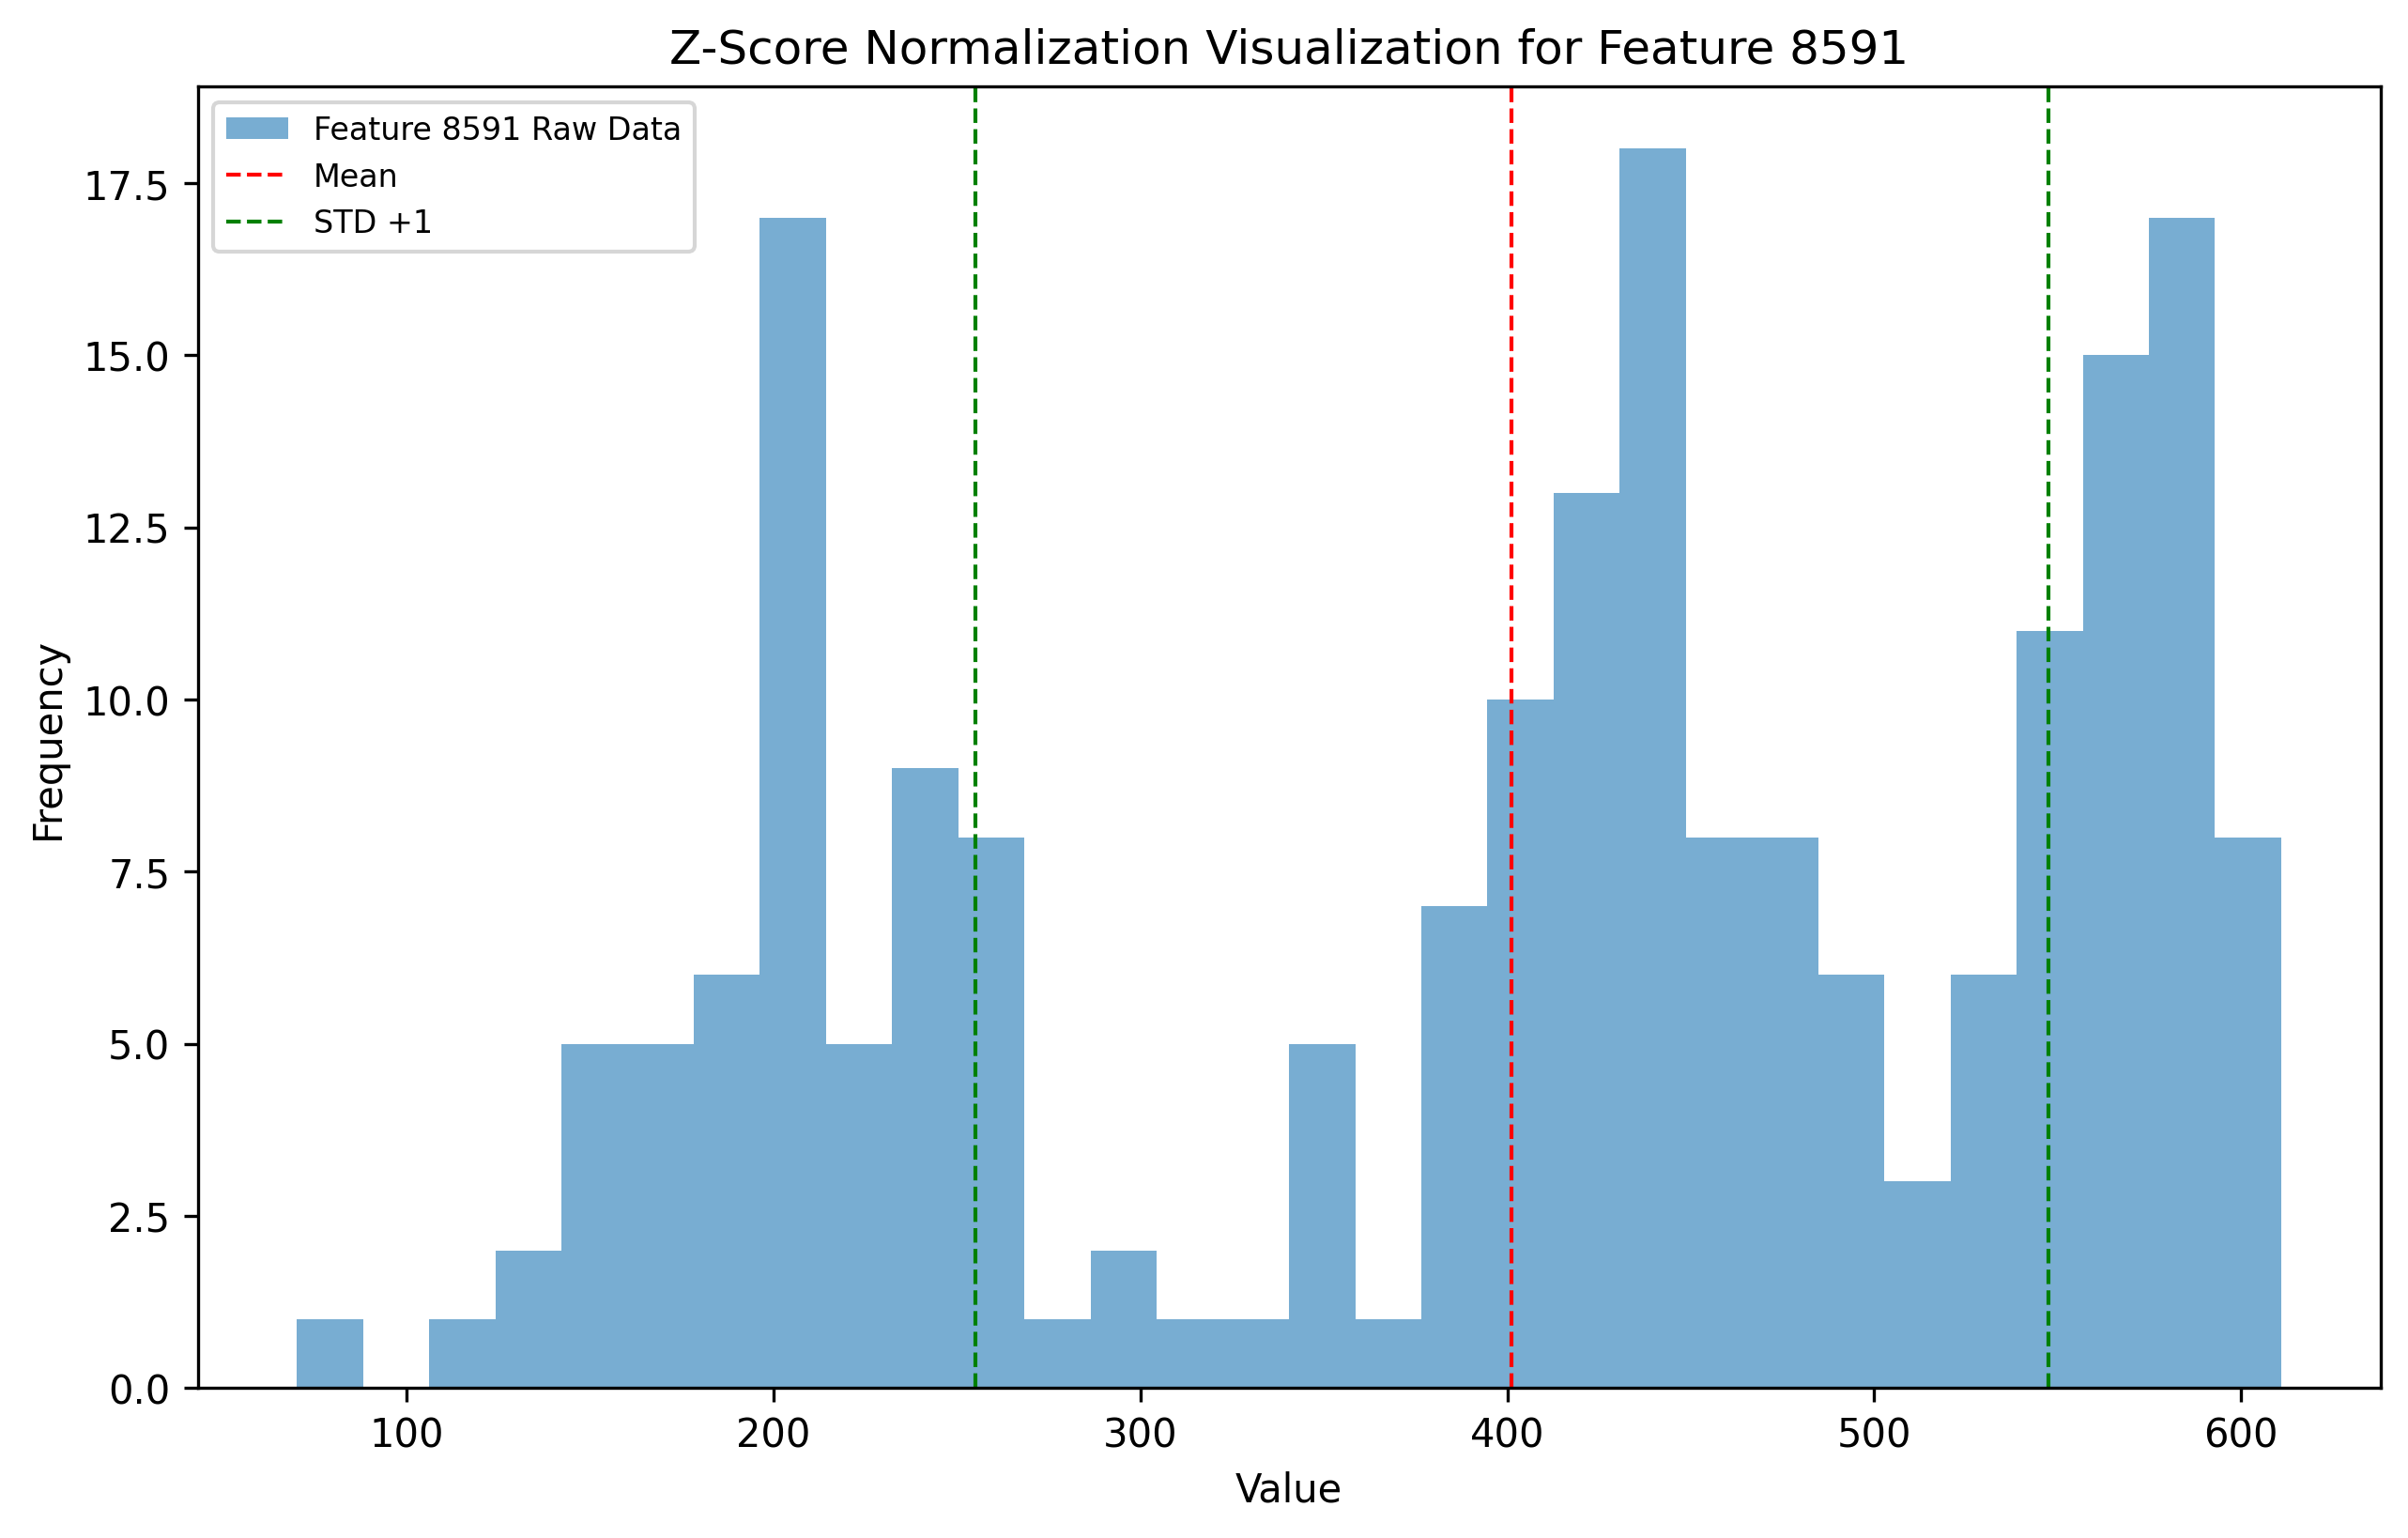 Z-Score Normalization Visualization for Feature 8591
Feature 8591 Raw Data
Mean
STD +1
17.5
15.0
12.5
10.0
7.5
5.0
2.5
0.0
Frequency
100 200 300 400 500 600
Value